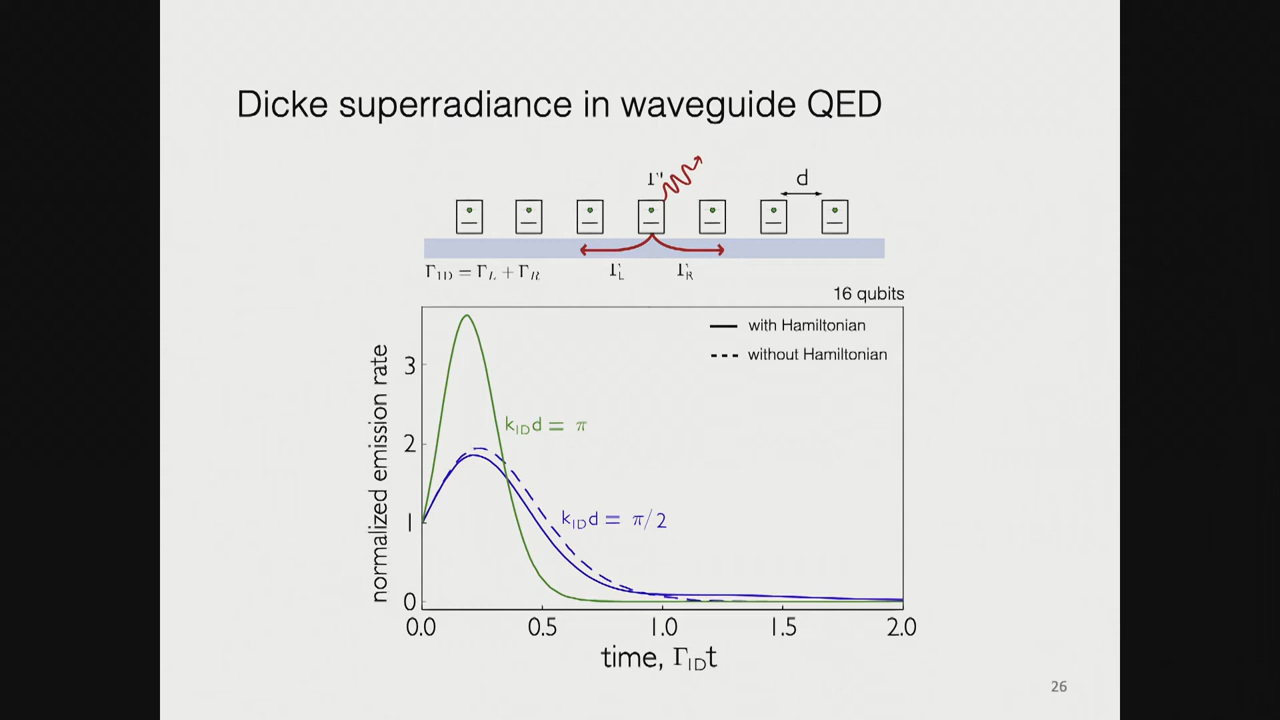 Dicke superradiance in waveguide QED
Γ'
d
Γ1D = ΓL + ΓR
ΓL
ΓR
16 qubits
with Hamiltonian
without Hamiltonian
normalized emission rate
3
2
1
0
k1Dd = π
k1Dd = π/2
0.0 0.5 1.0 1.5 2.0
time, Γ1Dt
26